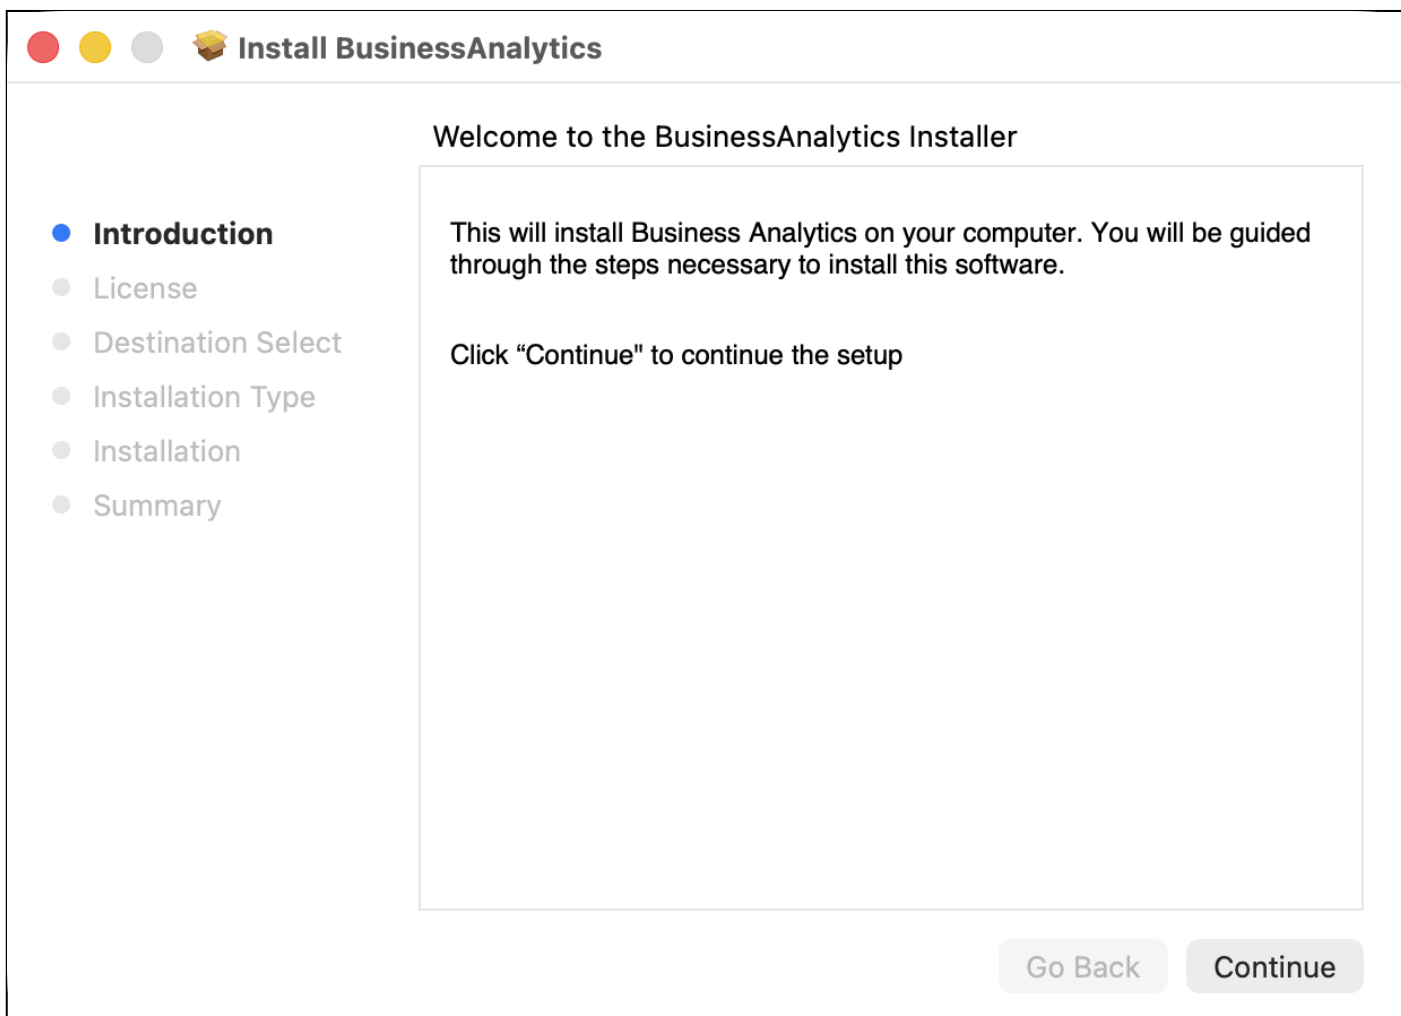 Install BusinessAnalytics
Welcome to the BusinessAnalytics Installer
Introduction
License
Destination Select
Installation Type
Installation
Summary
This will install Business Analytics on your computer. You will be guided
through the steps necessary to install this software.
Click “Continue" to continue the setup
Go Back
Continue